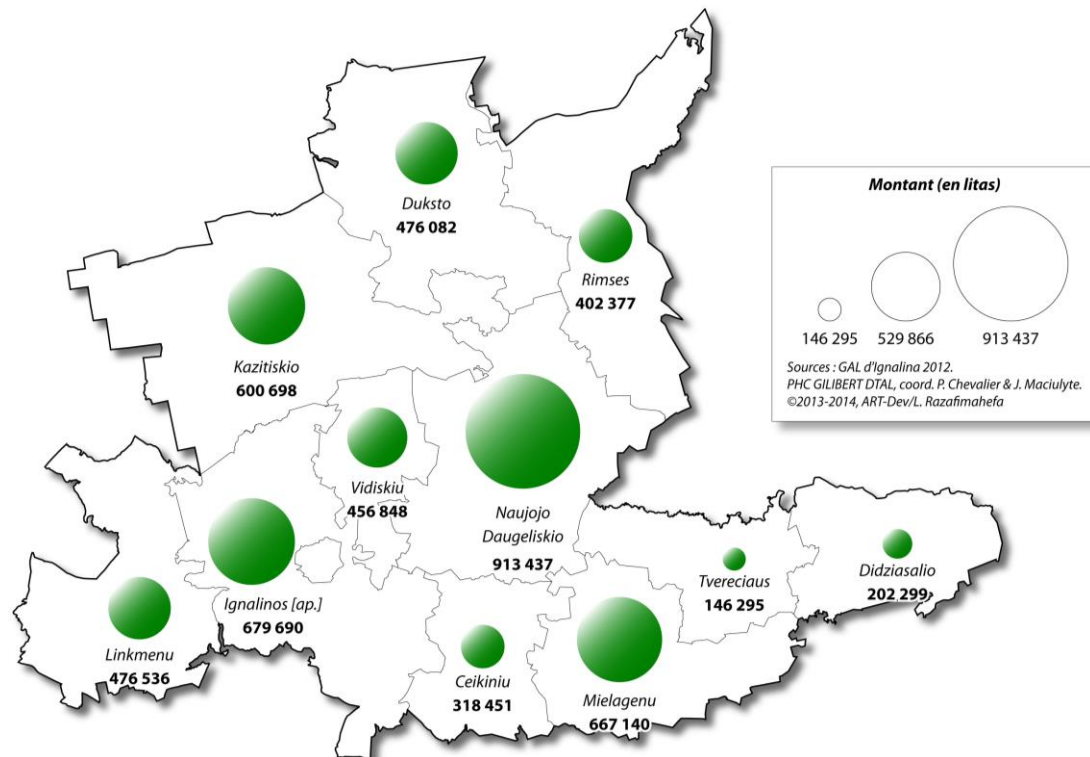 Duksto
476 082
Rimses
402 377
Kazitiskio
600 698
Vidiskiu
456 848
Naujojo
Daugeliskio
913 437
Tvereciaus
146 295
Didziasalio
202 299
Ignalinos [ap.]
679 690
Linkmenu
476 536
Ceikiniu
318 451
Mielagenu
667 140
Montant (en litas)
146 295 529 866 913 437
Sources : GAL d'Ignalina 2012.
PHC GILIBERT DTAL, coord. P. Chevalier & J. Maciulyte.
©2013-2014, ART-Dev/L. Razafimahefa